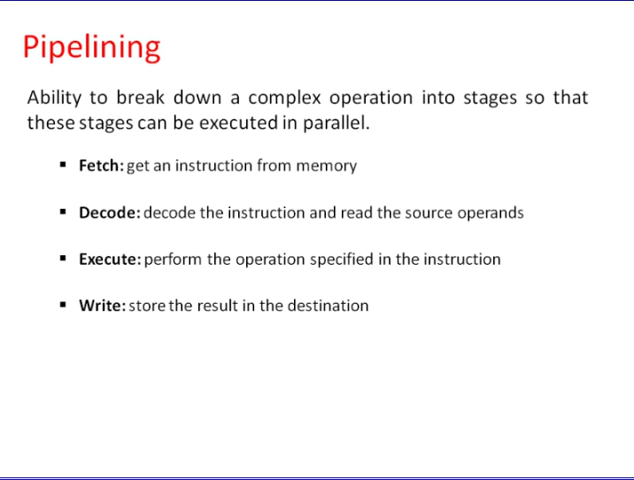 Pipelining
Ability to break down a complex operation into stages so that
these stages can be executed in parallel.
▪ Fetch: get an instruction from memory
▪ Decode: decode the instruction and read the source operands
▪ Execute: perform the operation specified in the instruction
▪ Write: store the result in the destination